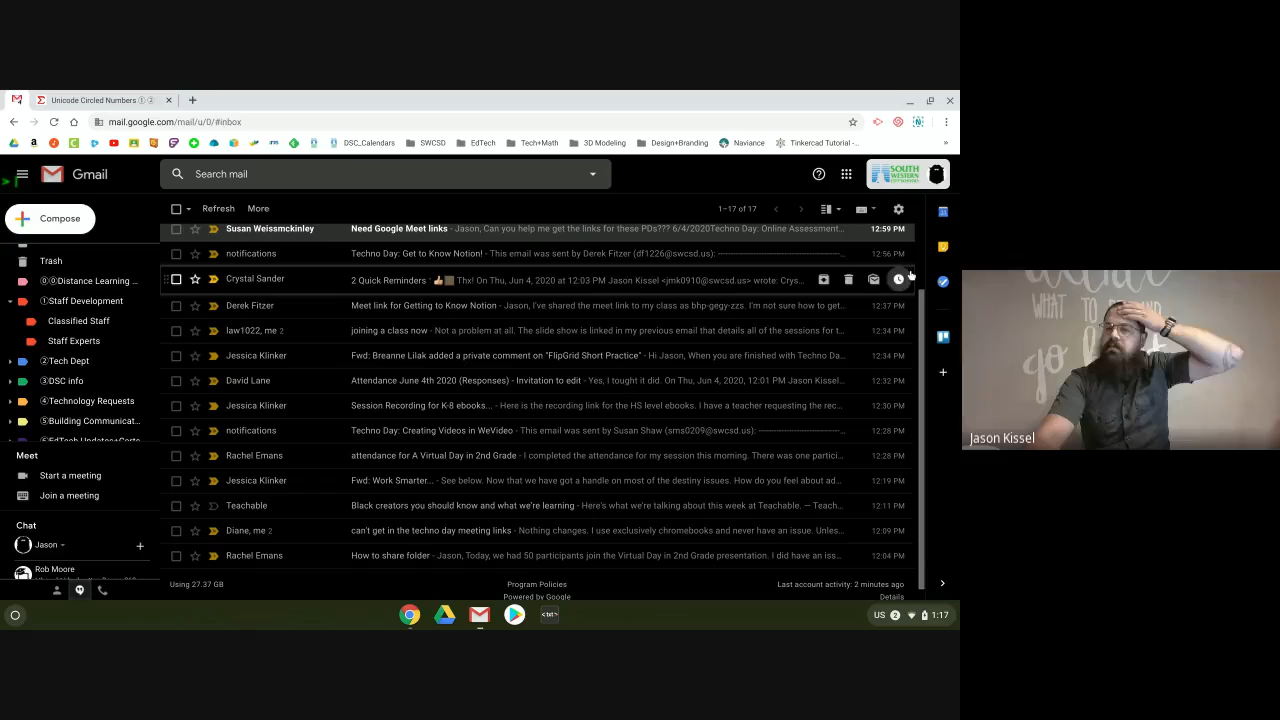 Unicode Circled Numbers ① ②
mail.google.com/mail/u/0/#inbox
DSC_Calendars SWCSD EdTech Tech+Math 3D Modeling Design+Branding Naviance Tinkercad Tutorial -...
Gmail
Search mail
SOUTH WESTERN
Compose
Refresh More
1–17 of 17
Trash
⓪⓪Distance Learning ...
①Staff Development
Classified Staff
Staff Experts
②Tech Dept
③DSC info
④Technology Requests
⑤Building Communicat...
⑥EdTech Updates+Certs
Meet
Start a meeting
Join a meeting
Chat
Jason
Rob Moore
Susan Weissmckinley Need Google Meet links - Jason, Can you help me get the links for these PDs??? 6/4/2020Techno Day: Online Assessment... 12:59 PM
notifications Techno Day: Get to Know Notion! - This email was sent by Derek Fitzer (df1226@swcsd.us): 12:56 PM
Crystal Sander 2 Quick Reminders - 👍🏾 Thx! On Thu, Jun 4, 2020 at 12:03 PM Jason Kissel <jmk0910@swcsd.us> wrote: Crys...
Derek Fitzer Meet link for Getting to Know Notion - Jason, I've shared the meet link to my class as bhp-gegy-zzs. I'm not sure how to get... 12:37 PM
law1022, me 2 joining a class now - Not a problem at all. The slide show is linked in my previous email that details all of the sessions for t... 12:34 PM
Jessica Klinker Fwd: Breanne Lilak added a private comment on "FlipGrid Short Practice" - Hi Jason, When you are finished with Techno Da... 12:34 PM
David Lane Attendance June 4th 2020 (Responses) - Invitation to edit - Yes, I tought it did. On Thu, Jun 4, 2020, 12:01 PM Jason Kissel... 12:32 PM
Jessica Klinker Session Recording for K-8 ebooks... - Here is the recording link for the HS level ebooks. I have a teacher requesting the rec... 12:30 PM
notifications Techno Day: Creating Videos in WeVideo - This email was sent by Susan Shaw (sms0209@swcsd.us): 12:28 PM
Rachel Emans attendance for A Virtual Day in 2nd Grade - I completed the attendance for my session this morning. There was one partici... 12:28 PM
Jessica Klinker Fwd: Work Smarter... - See below. Now that we have got a handle on most of the destiny issues. How do you feel about ad... 12:19 PM
Teachable Black creators you should know and what we're learning - Here's what we're talking about this week at Teachable. — Teach... 12:11 PM
Diane, me 2 can't get in the techno day meeting links - Nothing changes. I use exclusively chromebooks and never have an issue. Unles... 12:09 PM
Rachel Emans How to share folder - Jason, Today, we had 50 participants join the Virtual Day in 2nd Grade presentation. I did have an iss... 12:04 PM
Using 27.37 GB
Program Policies
Powered by Google
Last account activity: 2 minutes ago
Details
<txt>
US 2 1:17
WHAT TO
go
Jason Kissel